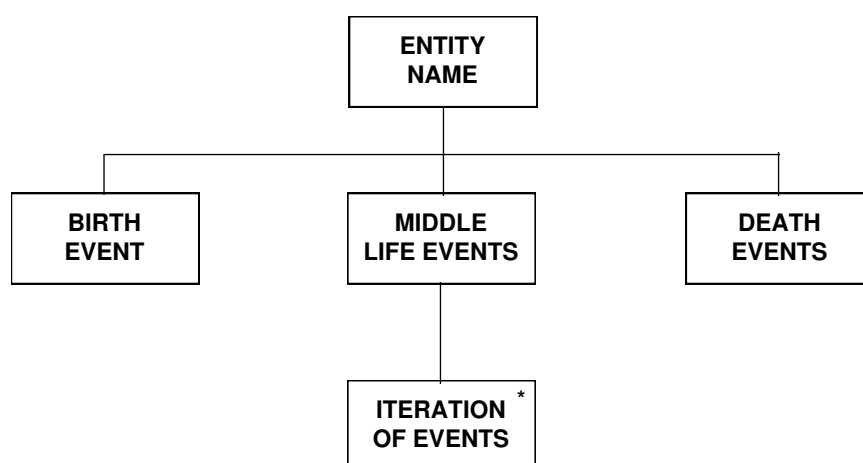 ENTITY
NAME
BIRTH
EVENT
MIDDLE
LIFE EVENTS
DEATH
EVENTS
ITERATION *
OF EVENTS